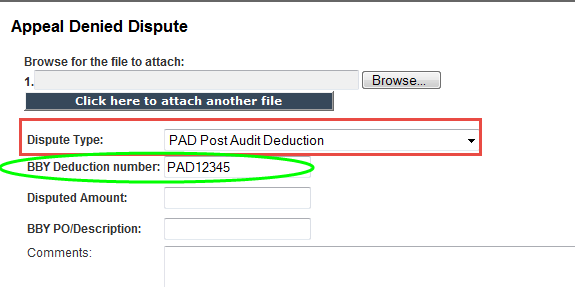 Appeal Denied Dispute
Browse for the file to attach:
1. Browse...
Click here to attach another file
Dispute Type: PAD Post Audit Deduction
BBY Deduction number: PAD12345
Disputed Amount:
BBY PO/Description:
Comments: